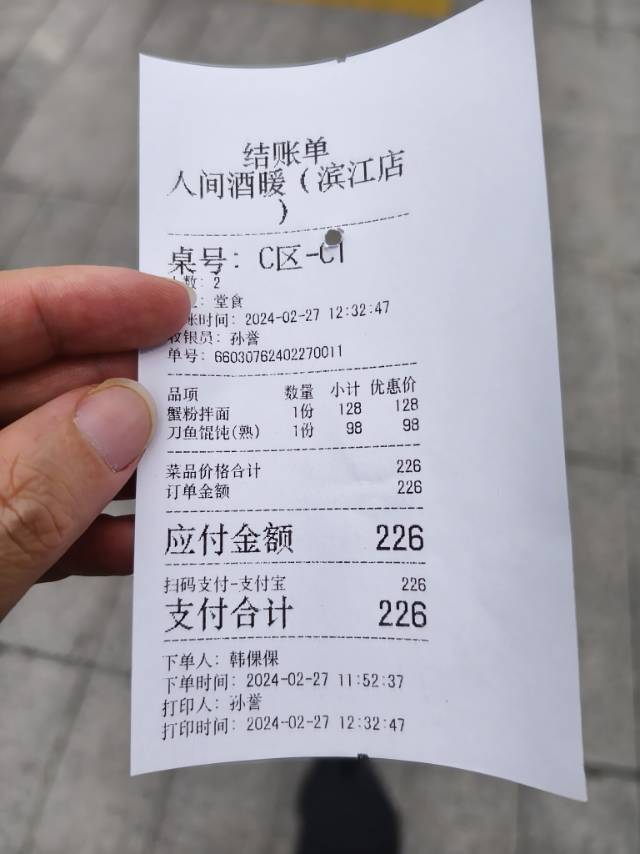 结账单
人间酒暖（滨江店
）
桌号: C区-C1
数: 2
: 堂食
账时间: 2024-02-27 12:32:47
收银员: 孙誉
单号: 66030762402270011
品项 数量 小计 优惠价
蟹粉拌面 1份 128 128
刀鱼馄饨(熟) 1份 98 98
菜品价格合计 226
订单金额 226
应付金额 226
扫码支付-支付宝 226
支付合计 226
下单人: 韩倮倮
下单时间: 2024-02-27 11:52:37
打印人: 孙誉
打印时间: 2024-02-27 12:32:47